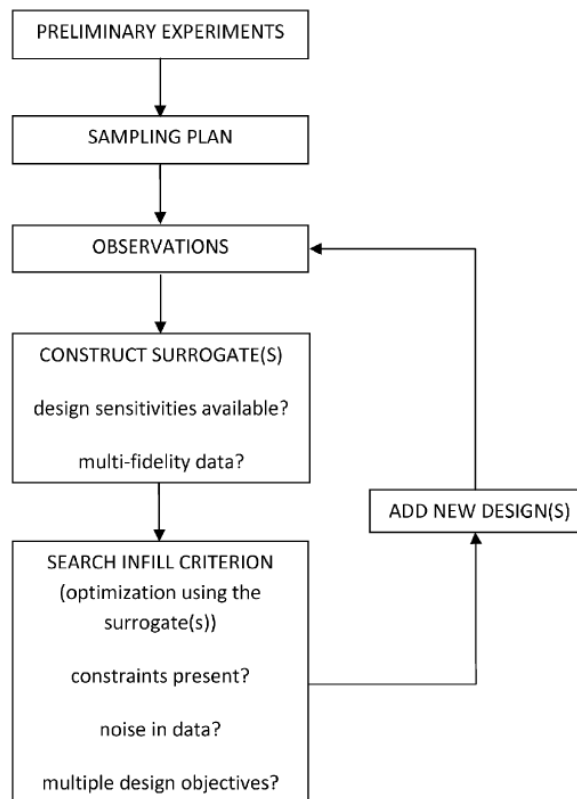 PRELIMINARY EXPERIMENTS
SAMPLING PLAN
OBSERVATIONS
CONSTRUCT SURROGATE(S)
design sensitivities available?
multi-fidelity data?
ADD NEW DESIGN(S)
SEARCH INFILL CRITERION
(optimization using the
surrogate(s))
constraints present?
noise in data?
multiple design objectives?